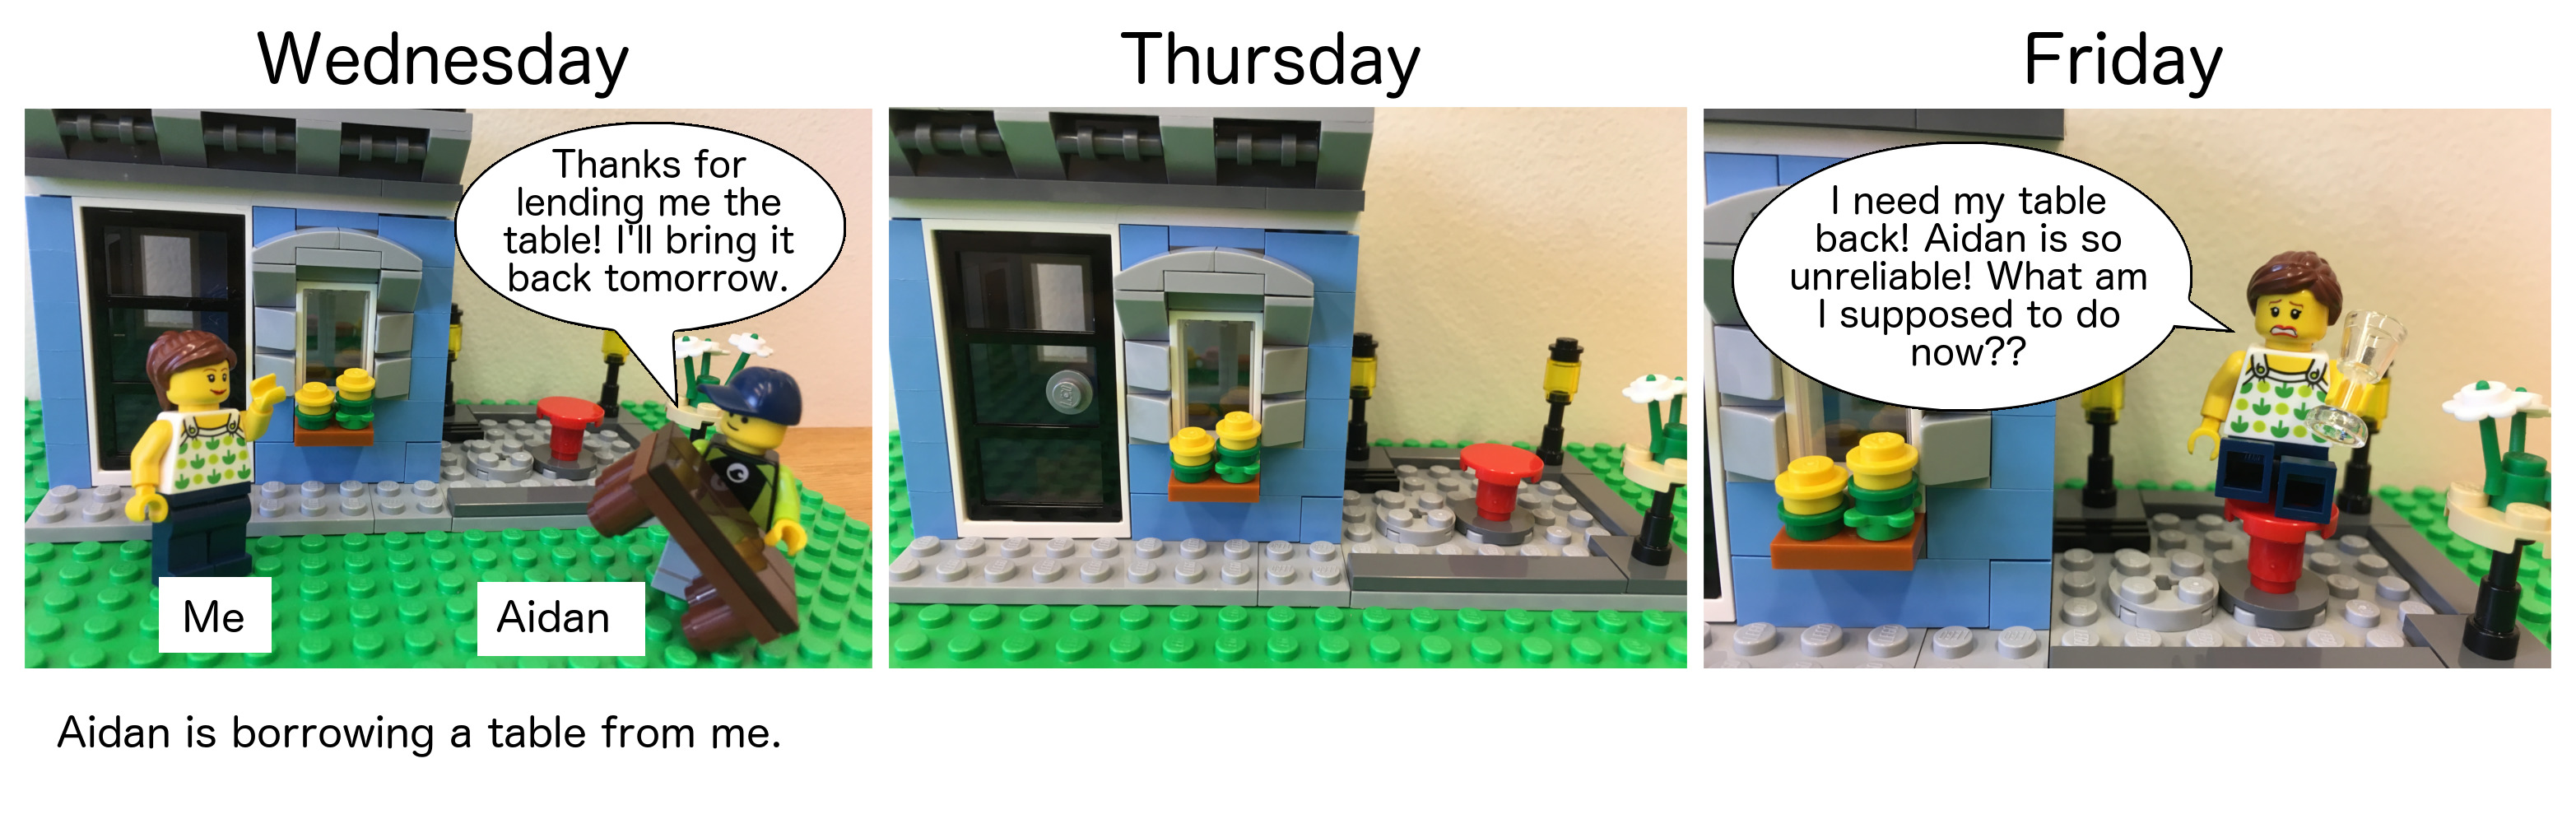 Wednesday
Thursday
Friday
Thanks for
lending me the
table! I'll bring it
back tomorrow.
Me
Aidan
I need my table
back! Aidan is so
unreliable! What am
I supposed to do
now??
Aidan is borrowing a table from me.